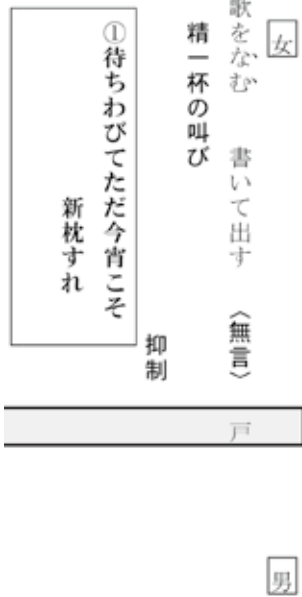 女
歌をなむ 書いて出す 〈無言〉 戸
男
精一杯の叫び
抑制
①待ちわびてただ今宵こそ
新枕すれ